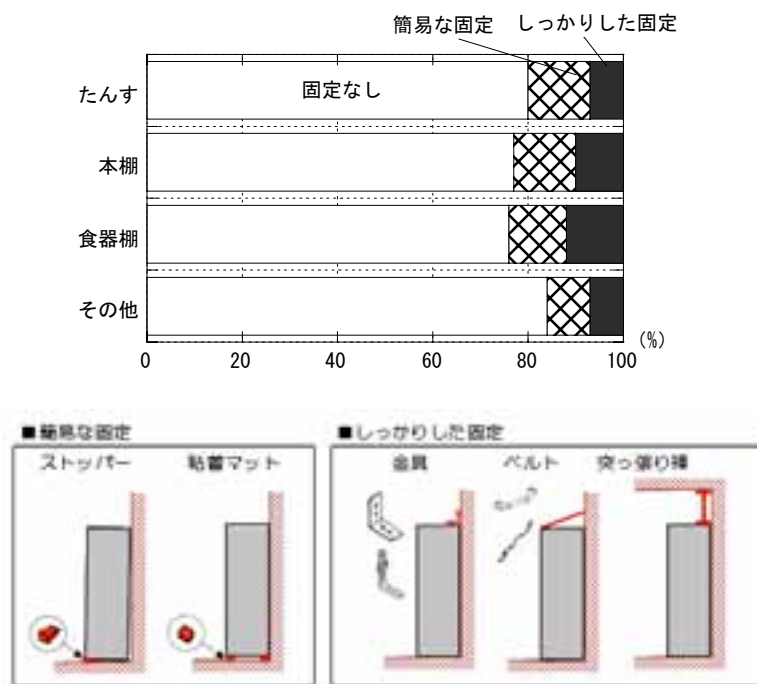 簡易な固定 しっかりした固定
たんす 固定なし
本棚
食器棚
その他
0 20 40 60 80 100 (%)
■簡易な固定 ■しっかりした固定
ストッパー 粘着マット 金具 ベルト 突っ張り棒